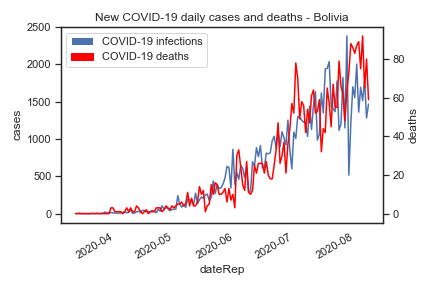 New COVID-19 daily cases and deaths - Bolivia
COVID-19 infections
COVID-19 deaths
2500
2000
1500
1000
500
0
cases
80
60
40
20
0
deaths
2020-04
2020-05
2020-06
2020-07
2020-08
dateRep